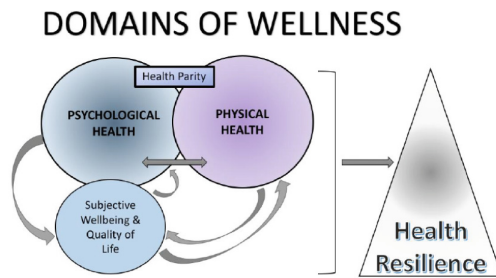 DOMAINS OF WELLNESS
Health Parity
PSYCHOLOGICAL
HEALTH
PHYSICAL
HEALTH
Subjective
Wellbeing &
Quality of
Life
Health
Resilience